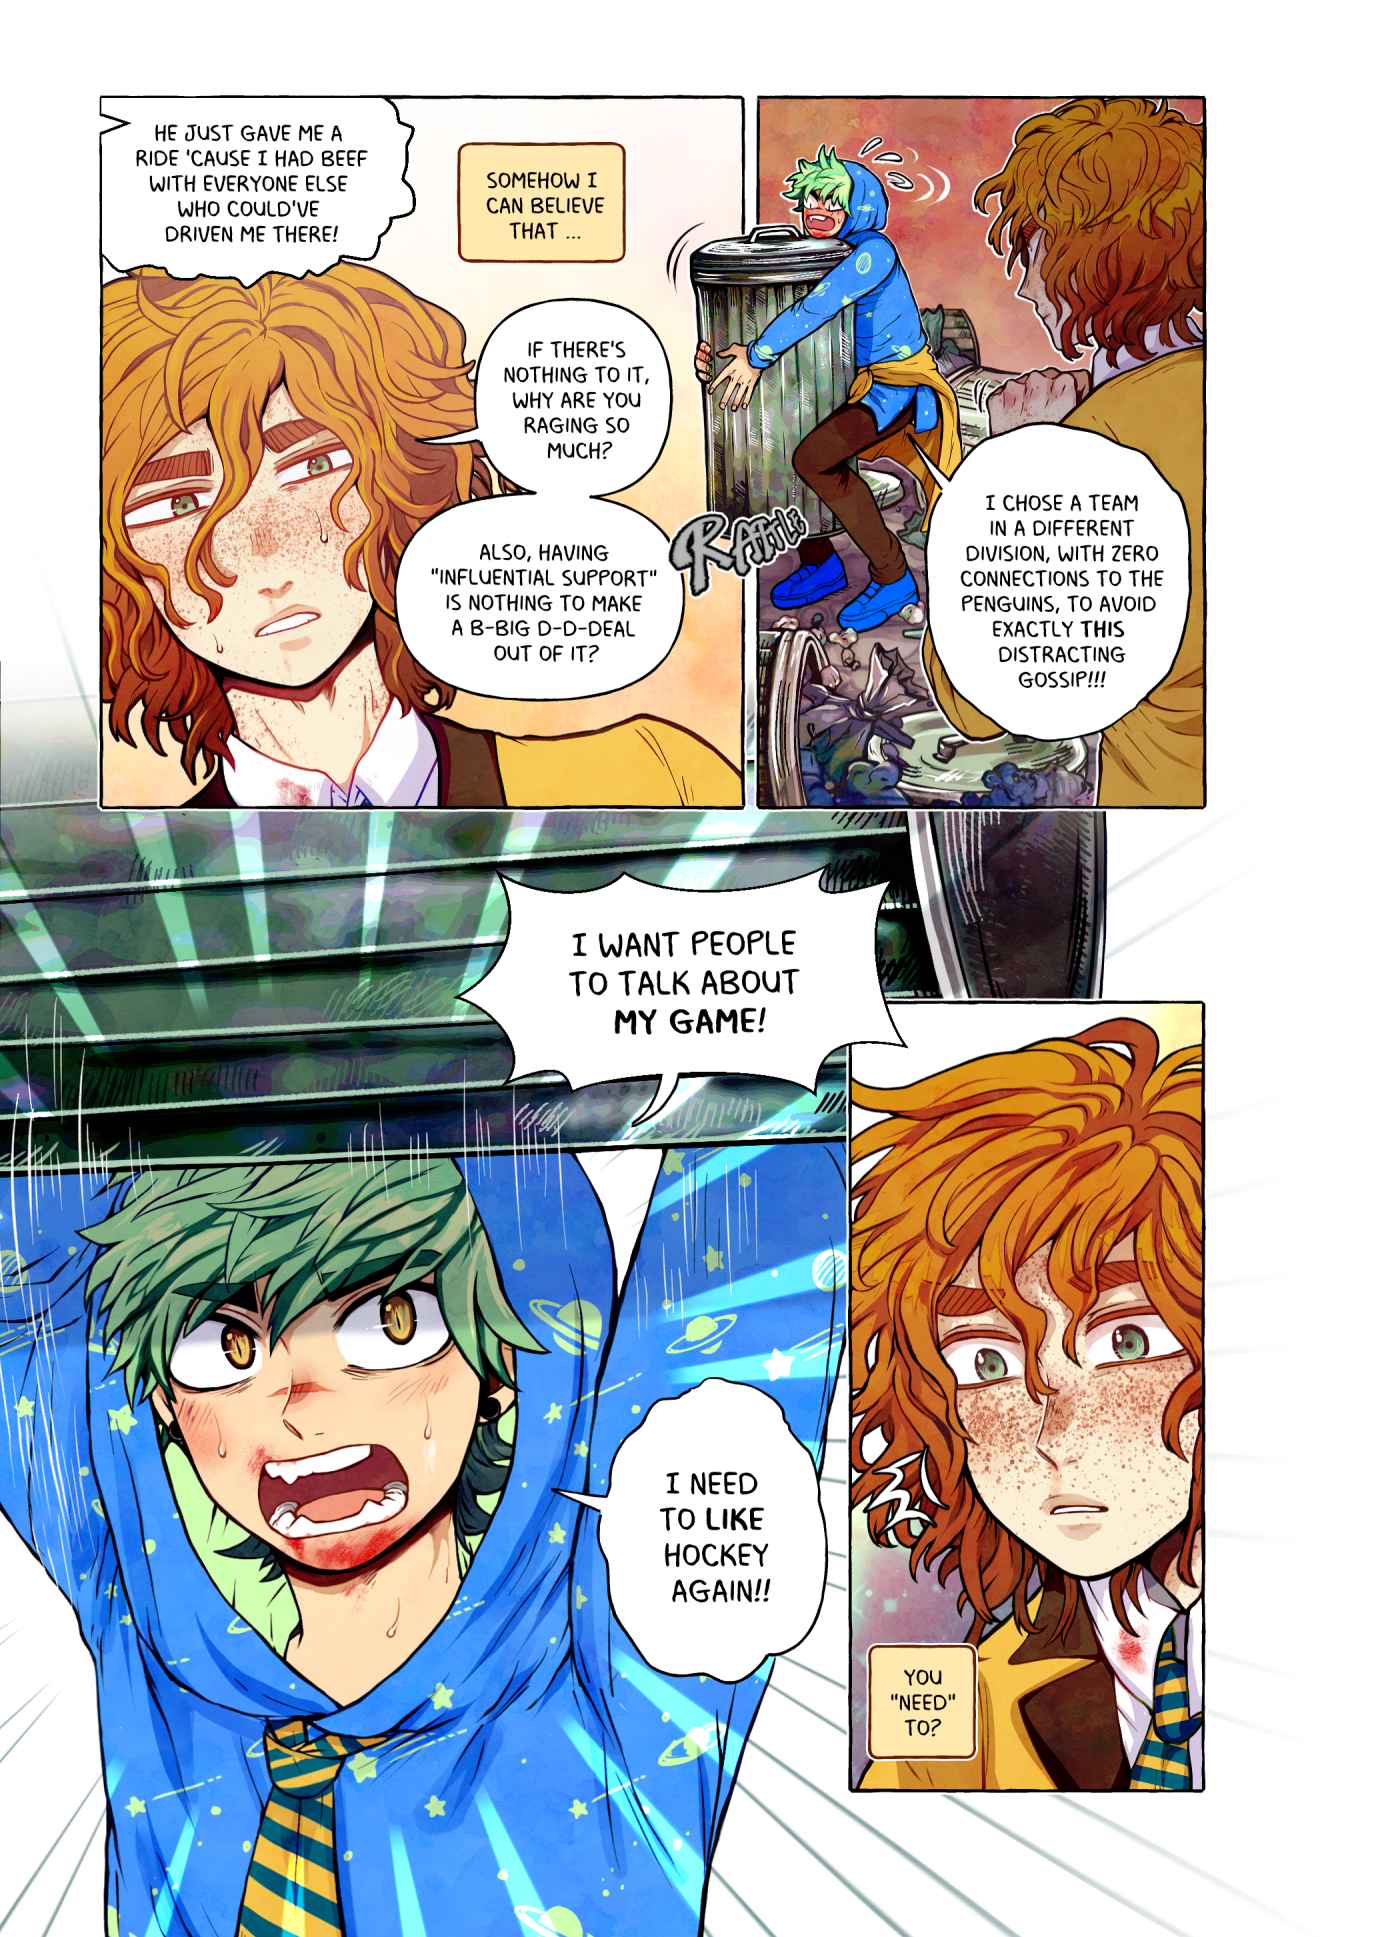 HE JUST GAVE ME A
RIDE 'CAUSE I HAD BEEF
WITH EVERYONE ELSE
WHO COULD'VE
DRIVEN ME THERE!
SOMEHOW I
CAN BELIEVE
THAT ...
IF THERE'S
NOTHING TO IT,
WHY ARE YOU
RAGING SO
MUCH?
ALSO, HAVING
"INFLUENTIAL SUPPORT"
IS NOTHING TO MAKE
A B-BIG D-D-DEAL
OUT OF IT?
RATTLE
I CHOSE A TEAM
IN A DIFFERENT
DIVISION, WITH ZERO
CONNECTIONS TO THE
PENGUINS, TO AVOID
EXACTLY THIS
DISTRACTING
GOSSIP!!!
I WANT PEOPLE
TO TALK ABOUT
MY GAME!
I NEED
TO LIKE
HOCKEY
AGAIN!!
YOU
"NEED"
TO?